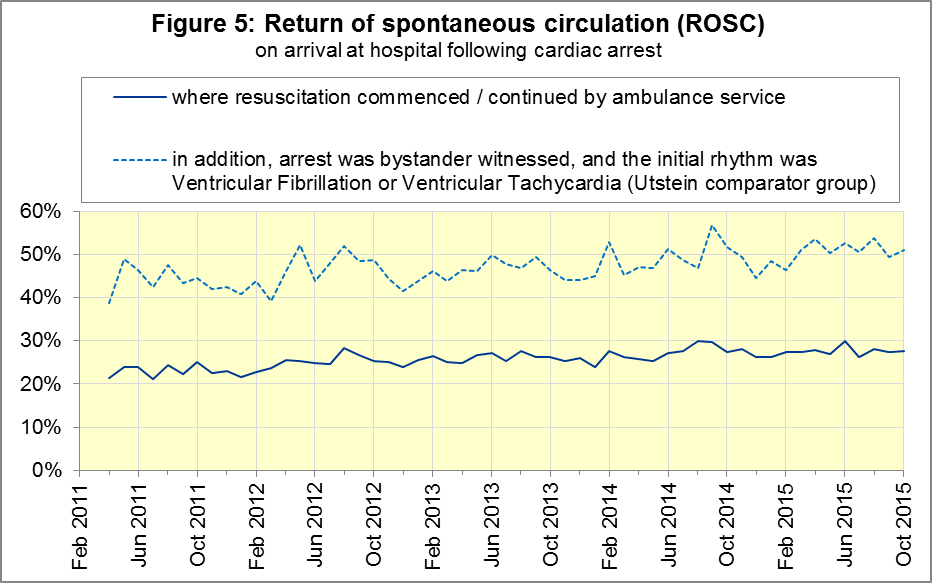 Figure 5: Return of spontaneous circulation (ROSC)
on arrival at hospital following cardiac arrest
where resuscitation commenced / continued by ambulance service
in addition, arrest was bystander witnessed, and the initial rhythm was
Ventricular Fibrillation or Ventricular Tachycardia (Utstein comparator group)
60%
50%
40%
30%
20%
10%
0%
Feb 2011
Jun 2011
Oct 2011
Feb 2012
Jun 2012
Oct 2012
Feb 2013
Jun 2013
Oct 2013
Feb 2014
Jun 2014
Oct 2014
Feb 2015
Jun 2015
Oct 2015